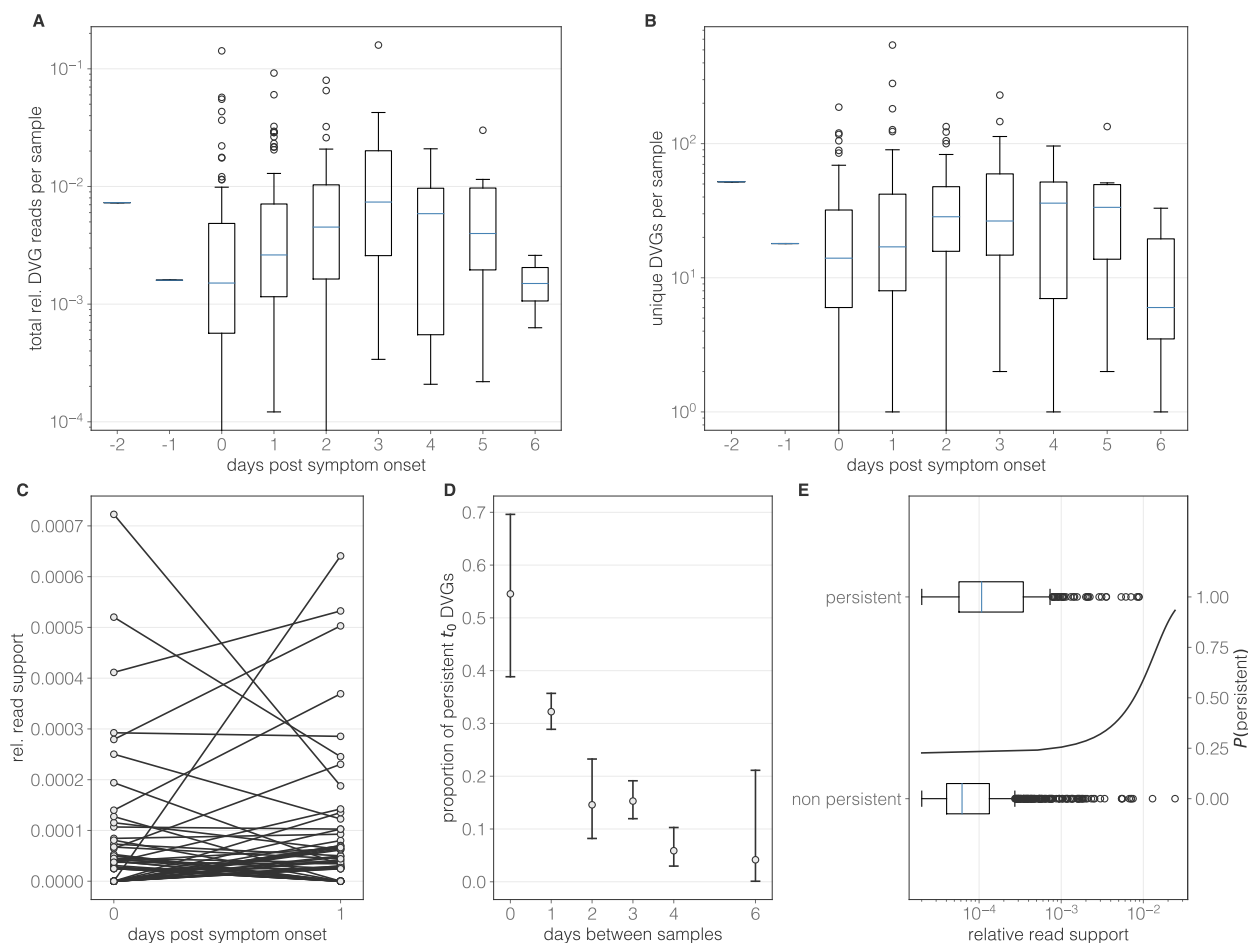 A
total rel. DVG reads per sample
10⁻¹
10⁻²
10⁻³
10⁻⁴
-2 -1 0 1 2 3 4 5 6
days post symptom onset
B
unique DVGs per sample
10²
10¹
10⁰
-2 -1 0 1 2 3 4 5 6
days post symptom onset
C
rel. read support
0.0007
0.0006
0.0005
0.0004
0.0003
0.0002
0.0001
0.0000
0 1
days post symptom onset
D
proportion of persistent t₀ DVGs
0.7
0.6
0.5
0.4
0.3
0.2
0.1
0.0
0 1 2 3 4 6
days between samples
E
persistent
non persistent
1.00
0.75
0.50
0.25
0.00
P(persistent)
10⁻⁴ 10⁻³ 10⁻²
relative read support